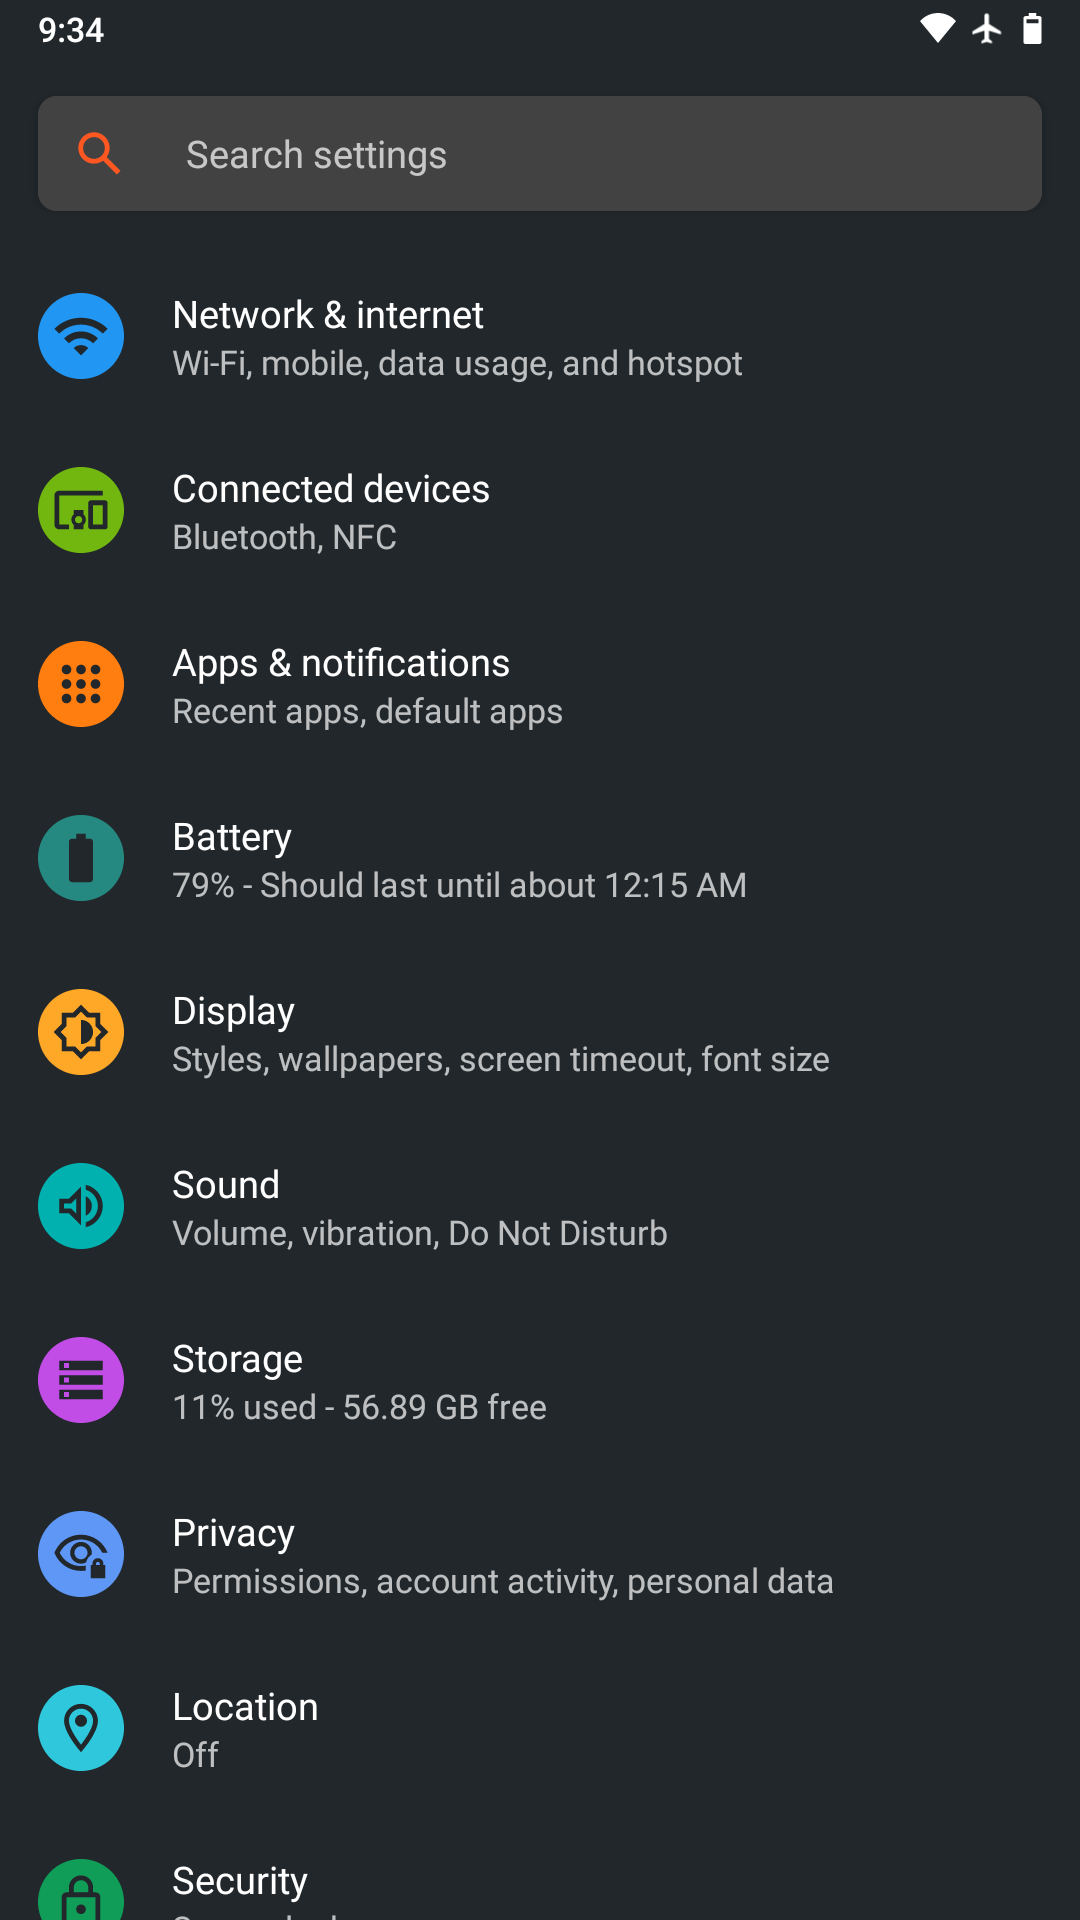 9:34
Search settings
Network & internet
Wi-Fi, mobile, data usage, and hotspot
Connected devices
Bluetooth, NFC
Apps & notifications
Recent apps, default apps
Battery
79% - Should last until about 12:15 AM
Display
Styles, wallpapers, screen timeout, font size
Sound
Volume, vibration, Do Not Disturb
Storage
11% used - 56.89 GB free
Privacy
Permissions, account activity, personal data
Location
Off
Security